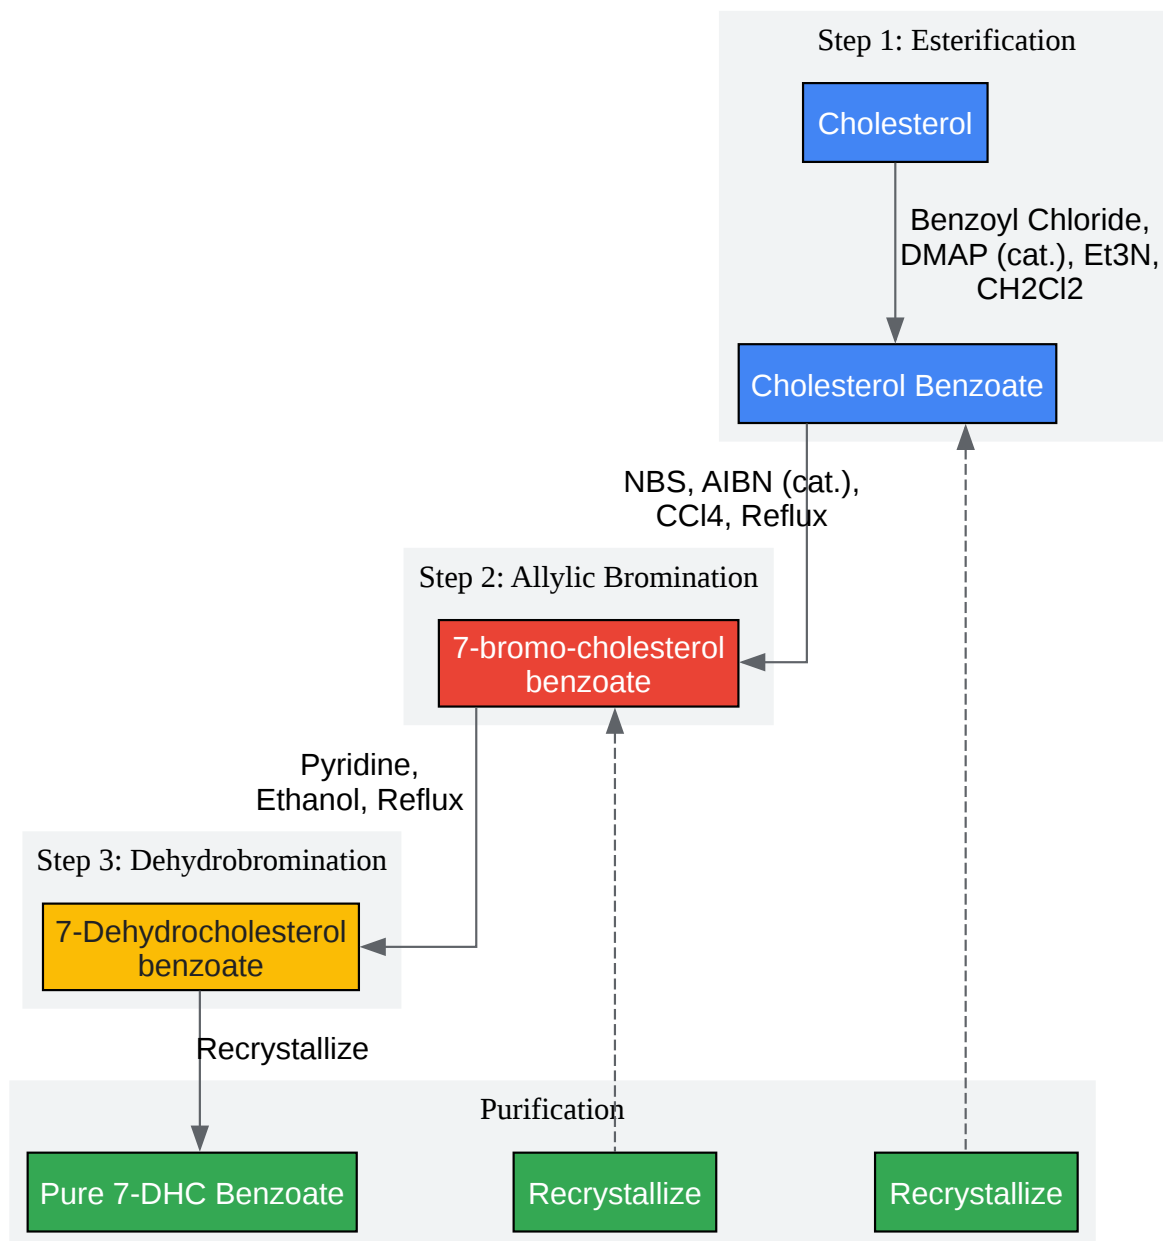 Step 1: Esterification
Cholesterol
Benzoyl Chloride,
DMAP (cat.), Et3N,
CH2Cl2
Cholesterol Benzoate
NBS, AIBN (cat.),
CCl4, Reflux
Step 2: Allylic Bromination
7-bromo-cholesterol
benzoate
Pyridine,
Ethanol, Reflux
Step 3: Dehydrobromination
7-Dehydrocholesterol
benzoate
Recrystallize
Purification
Pure 7-DHC Benzoate
Recrystallize
Recrystallize